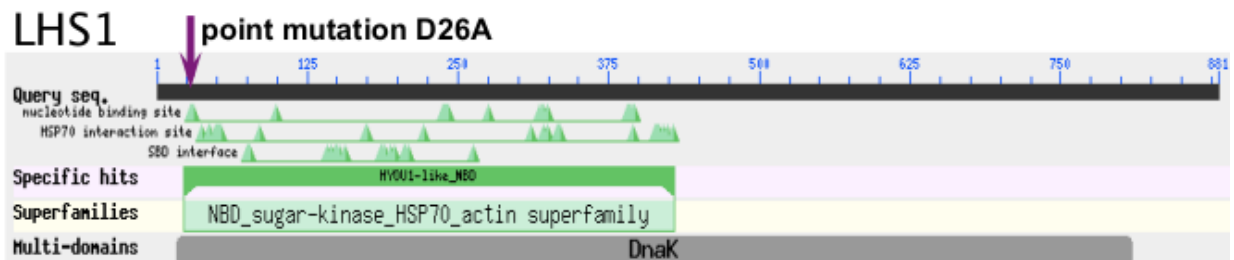 LHS1 point mutation D26A
1 125 250 375 500 625 750 881
Query seq.
nucleotide binding site
HSP70 interaction site
SBD interface
Specific hits HYOU1-like_NBD
Superfamilies NBD_sugar-kinase_HSP70_actin superfamily
Multi-domains DnaK